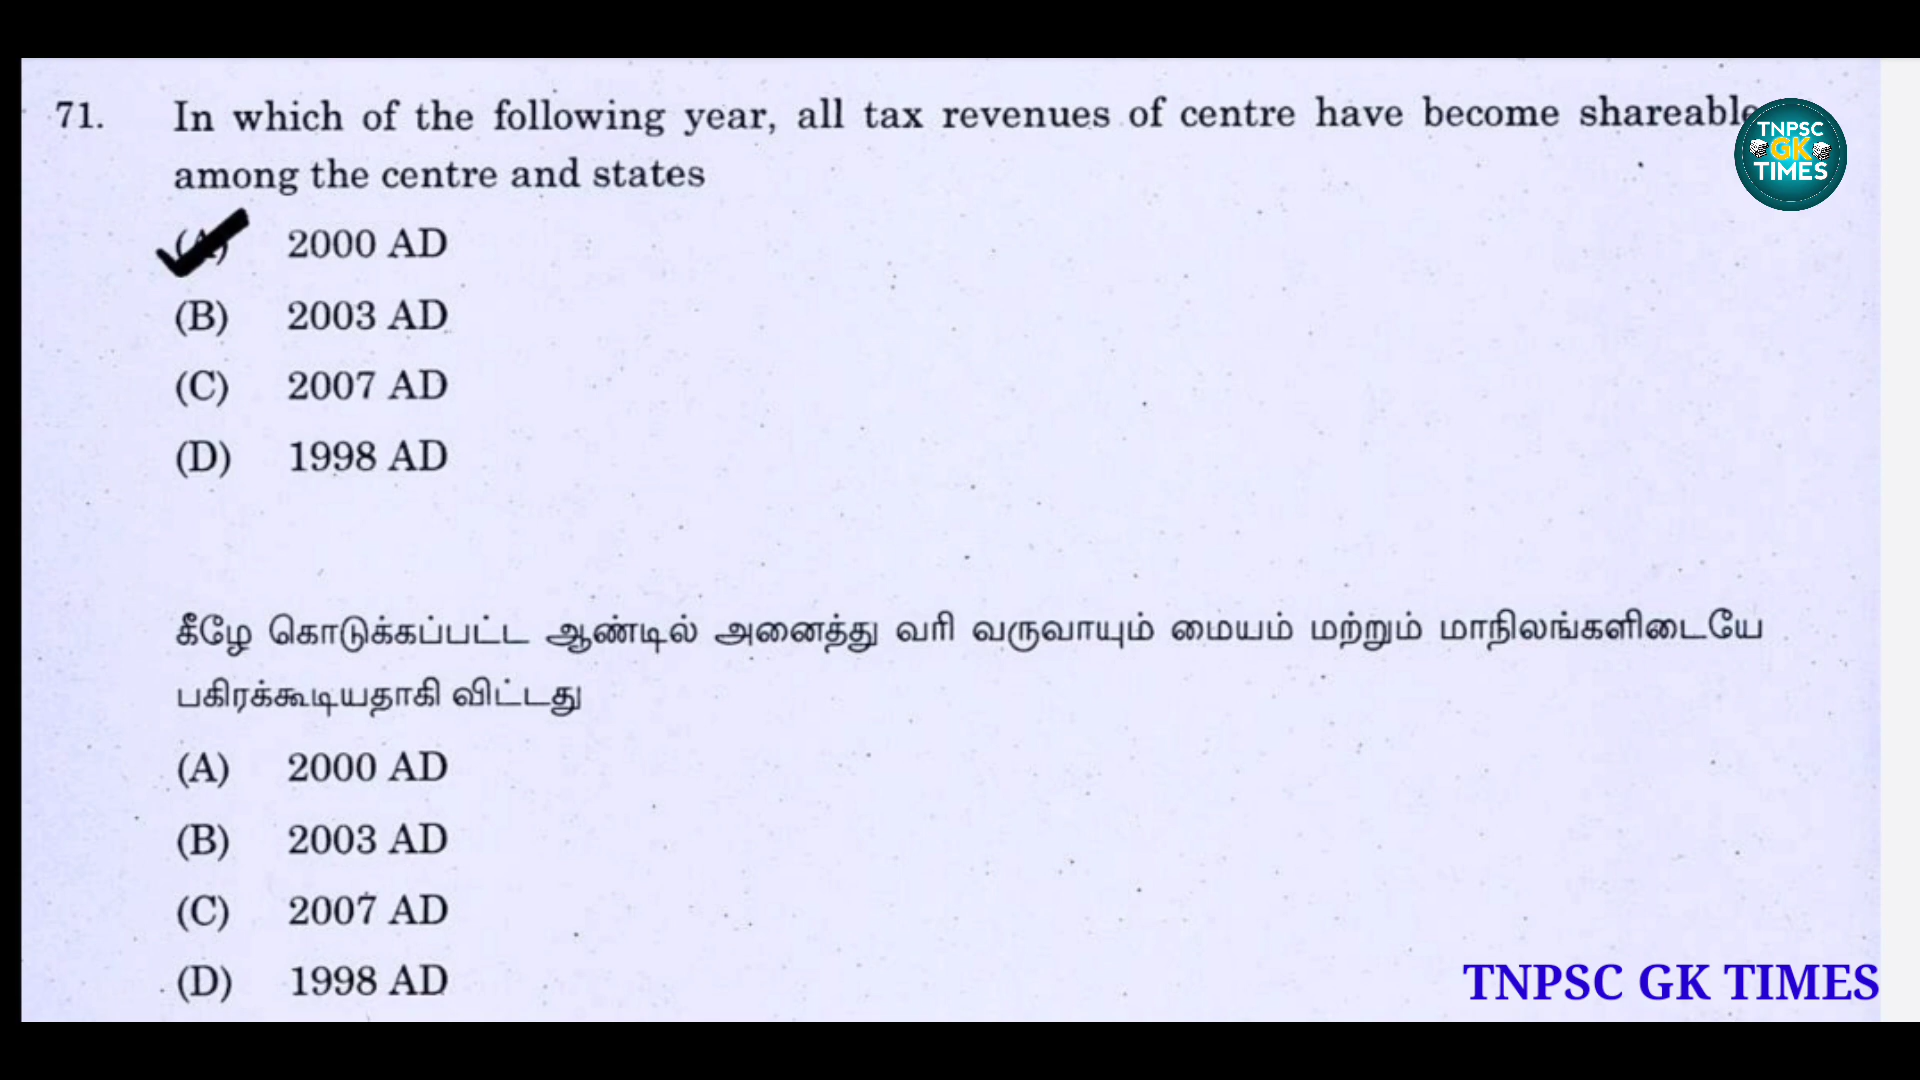 71. In which of the following year, all tax revenues of centre have become shareable
among the centre and states
(A) 2000 AD
(B) 2003 AD
(C) 2007 AD
(D) 1998 AD
கீழே கொடுக்கப்பட்ட ஆண்டில் அனைத்து வரி வருவாயும் மையம் மற்றும் மாநிலங்களிடையே
பகிரக்கூடியதாகி விட்டது
(A) 2000 AD
(B) 2003 AD
(C) 2007 AD
(D) 1998 AD
TNPSC
GK
TIMES
TNPSC GK TIMES